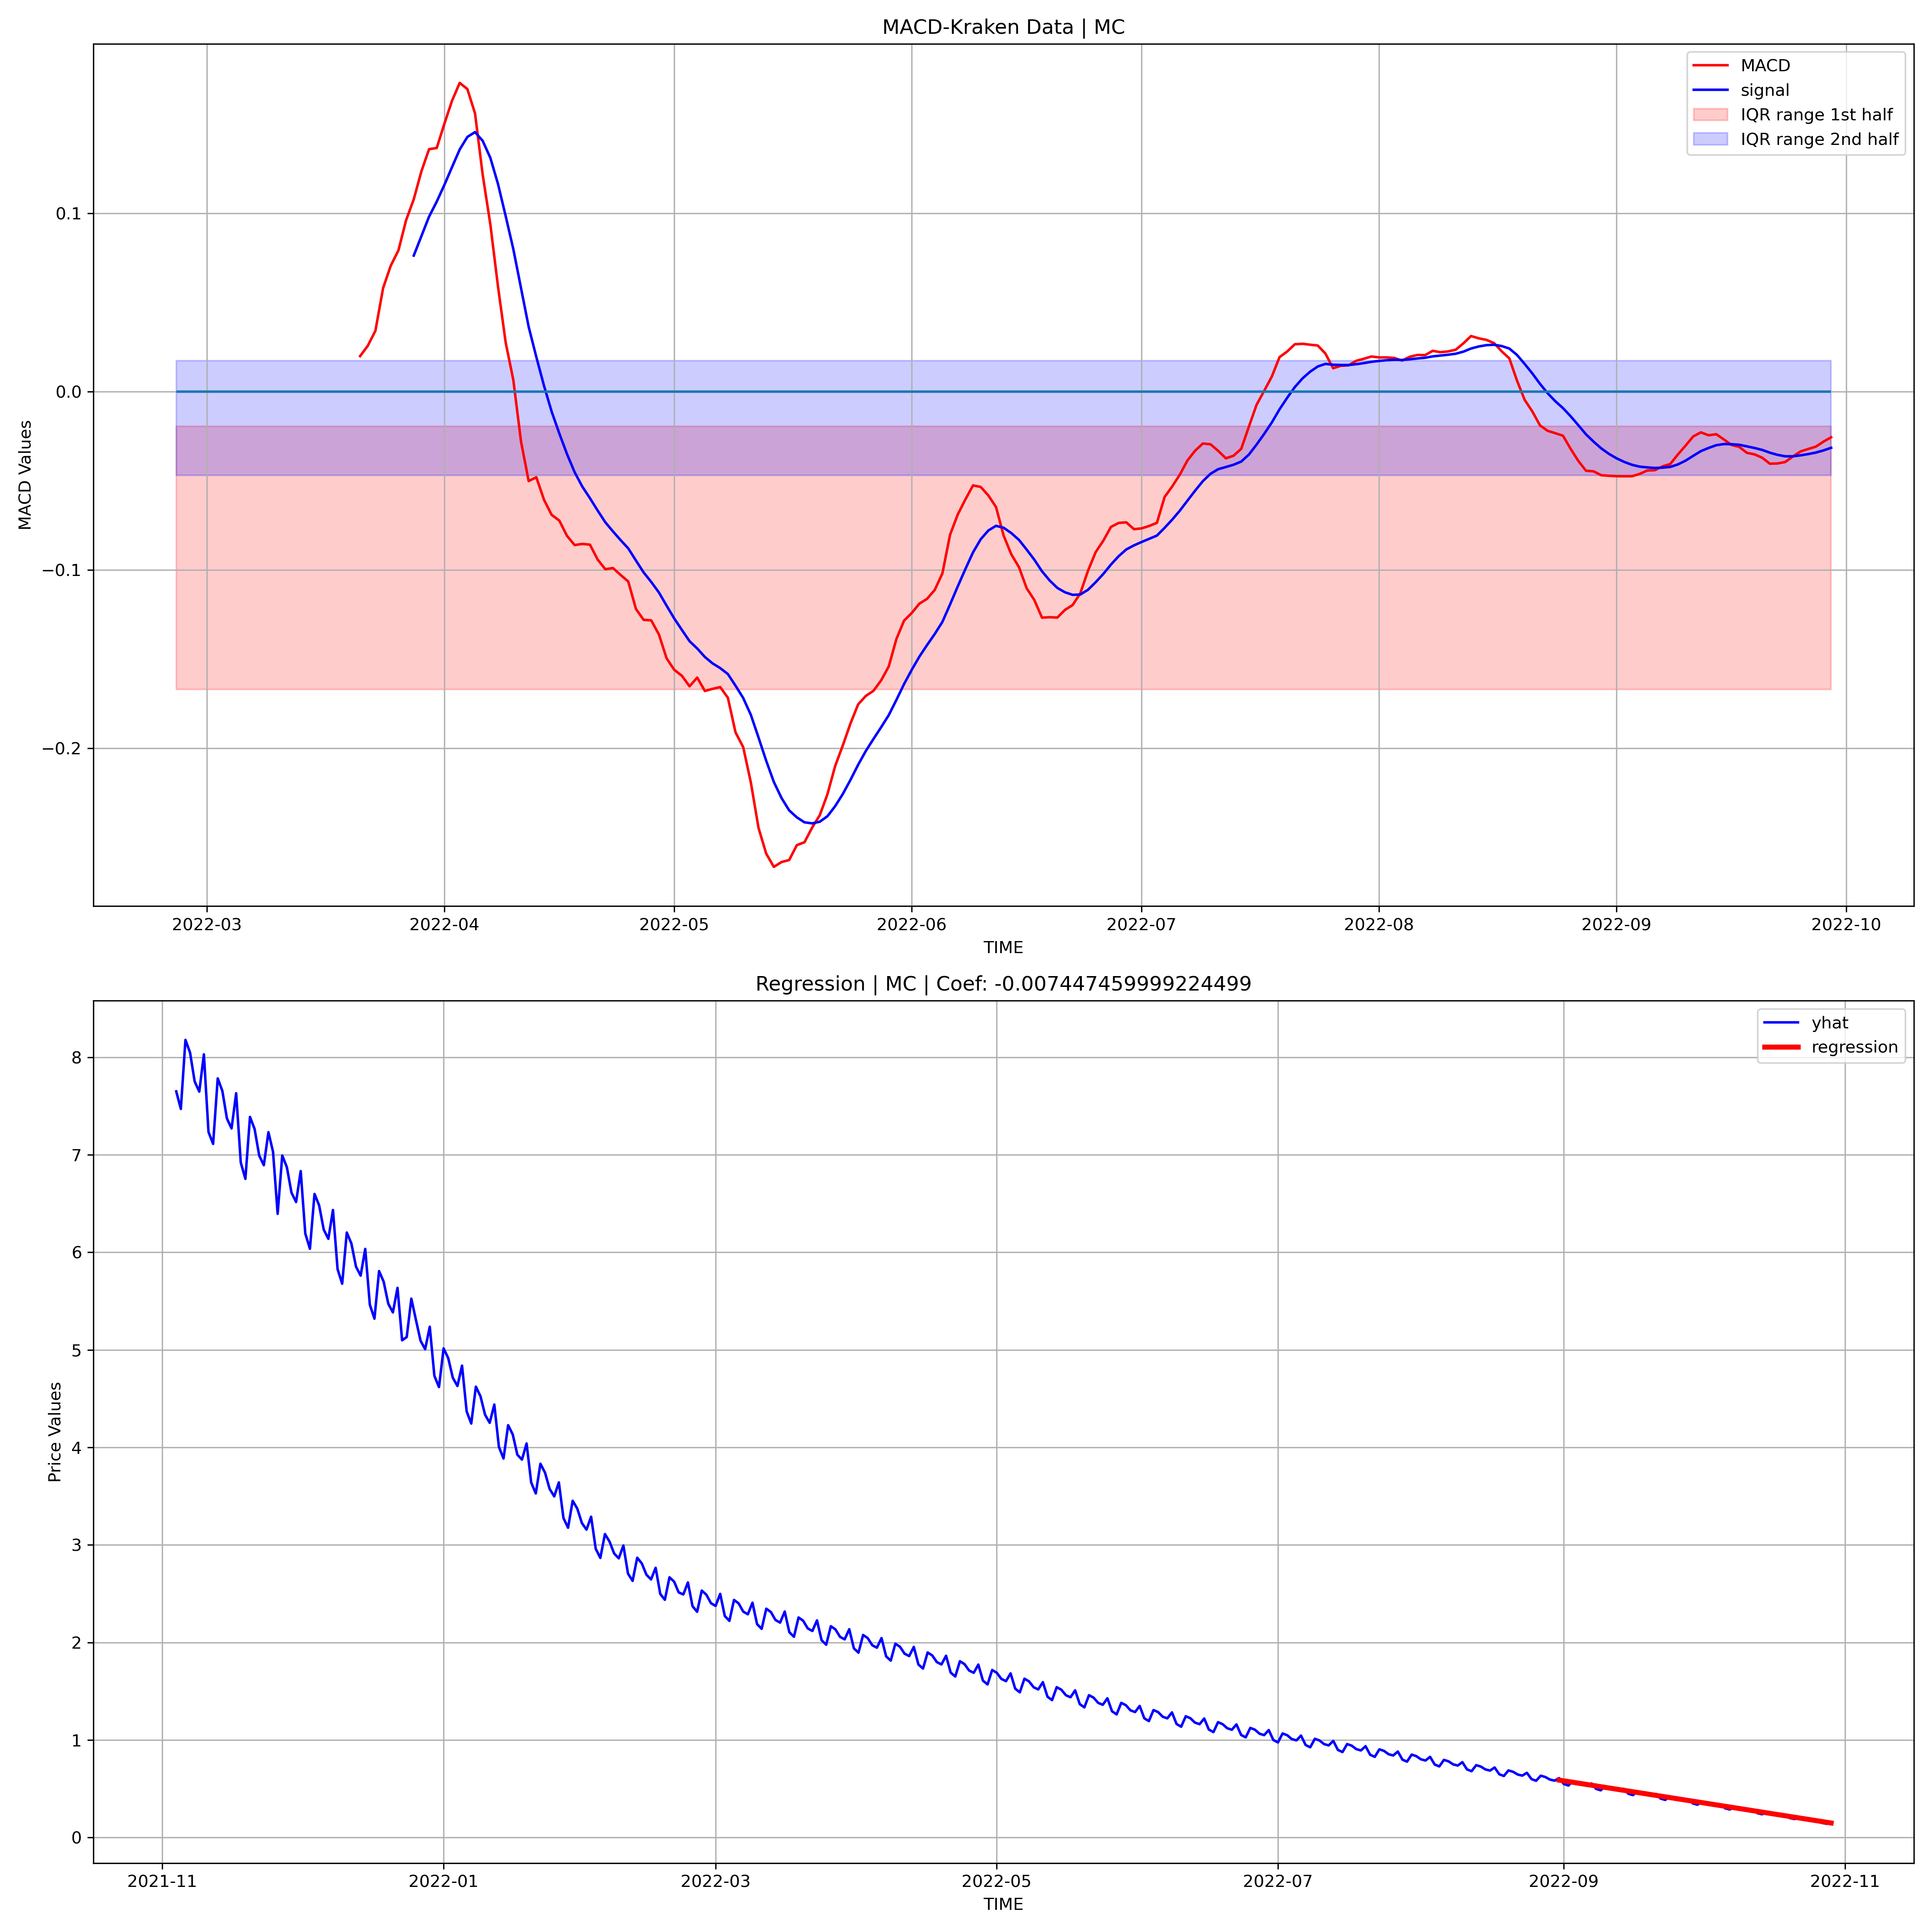 MACD-Kraken Data | MC
MACD
signal
IQR range 1st half
IQR range 2nd half
MACD Values
0.1
0.0
−0.1
−0.2
2022-03 2022-04 2022-05 2022-06 2022-07 2022-08 2022-09 2022-10
TIME
Regression | MC | Coef: -0.007447459999224499
yhat
regression
Price Values
8
7
6
5
4
3
2
1
0
2021-11 2022-01 2022-03 2022-05 2022-07 2022-09 2022-11
TIME